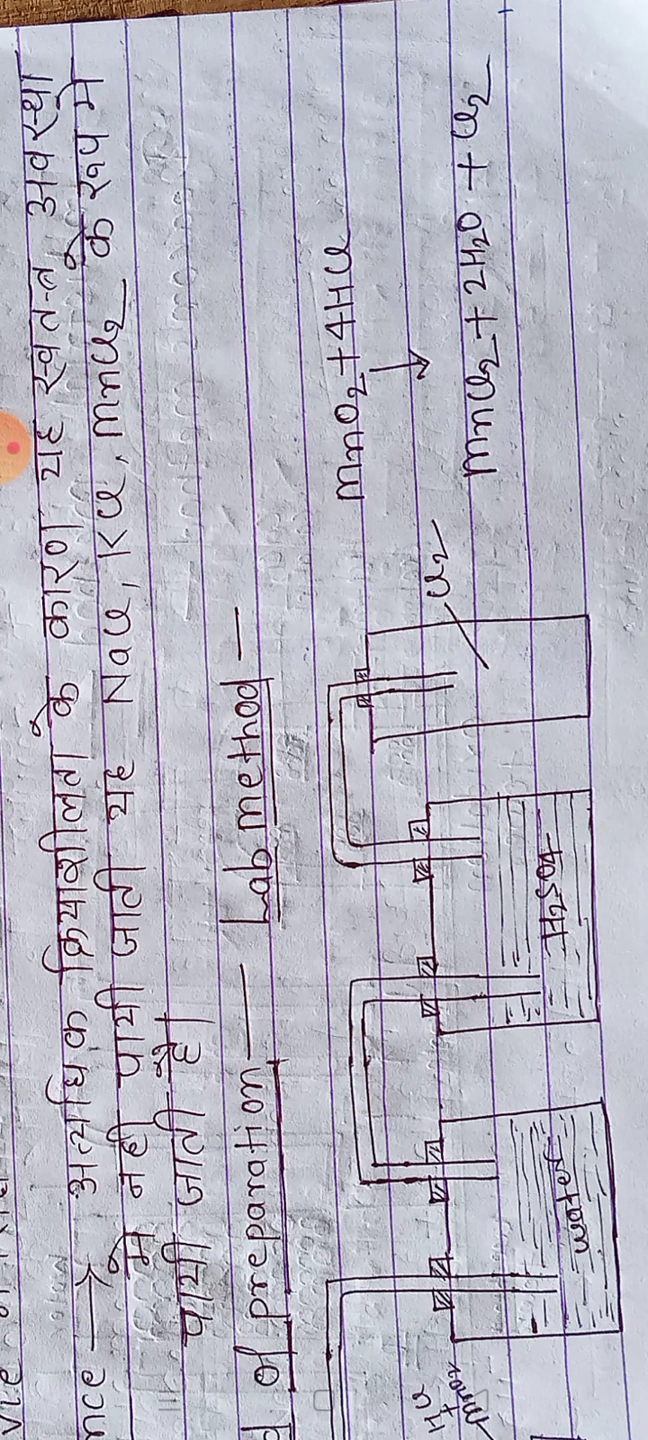 अत्यधिक क्रियाशीलता के कारण यह स्वतन्त अवस्था
मे नही पायी जाती यह NaCl, KCl, MnCl₂ के रूप मे
पायी जाती है।
of preparation — Lab method —
MnO₂ + 4HCl
↓
MnCl₂ + 2H₂O + Cl₂
Cl₂
H₂SO₄
water
HCl
+